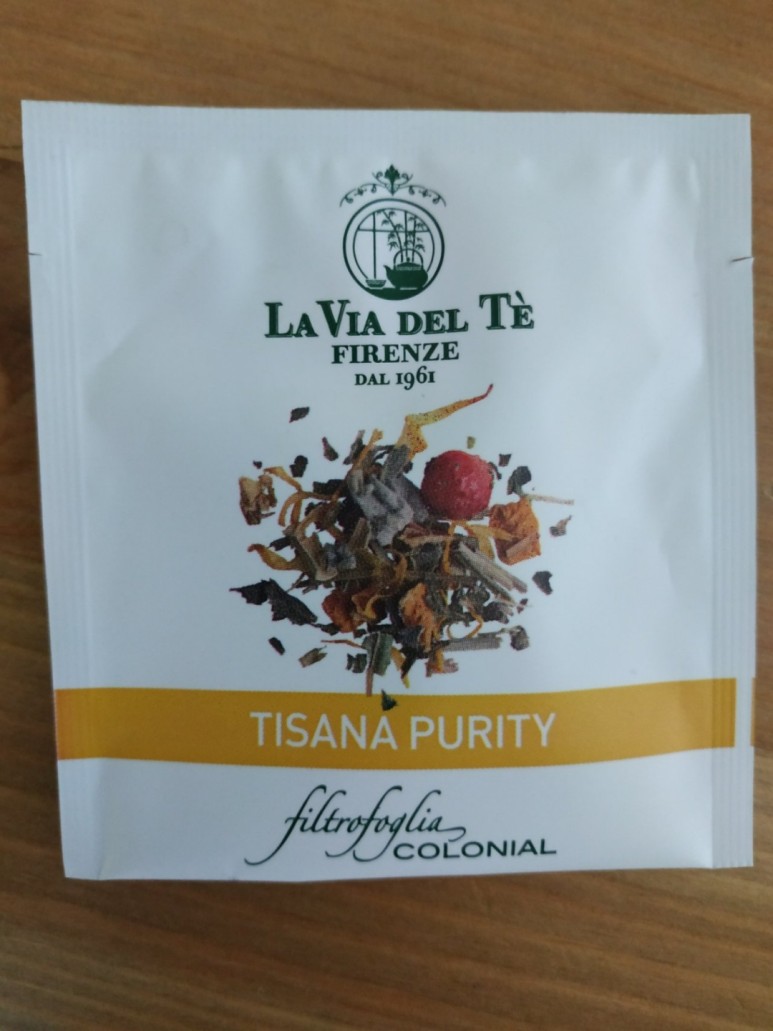 LA VIA DEL TÈ
FIRENZE
DAL 1961
TISANA PURITY
filtrofoglia
COLONIAL